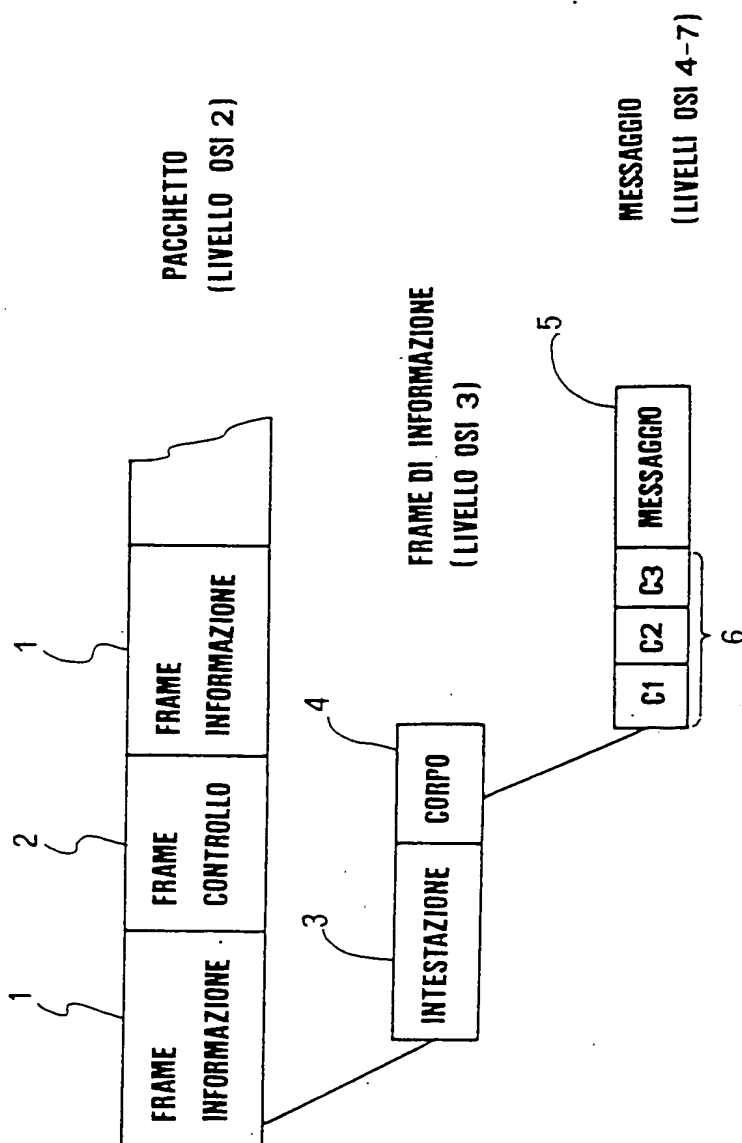 1
2
1
FRAME
INFORMAZIONE
FRAME
CONTROLLO
FRAME
INFORMAZIONE
PACCHETTO
(LIVELLO OSI 2)
3
4
INTESTAZIONE
CORPO
FRAME DI INFORMAZIONE
(LIVELLO OSI 3)
5
C1
C2
C3
MESSAGGIO
6
MESSAGGIO
(LIVELLI OSI 4-7)